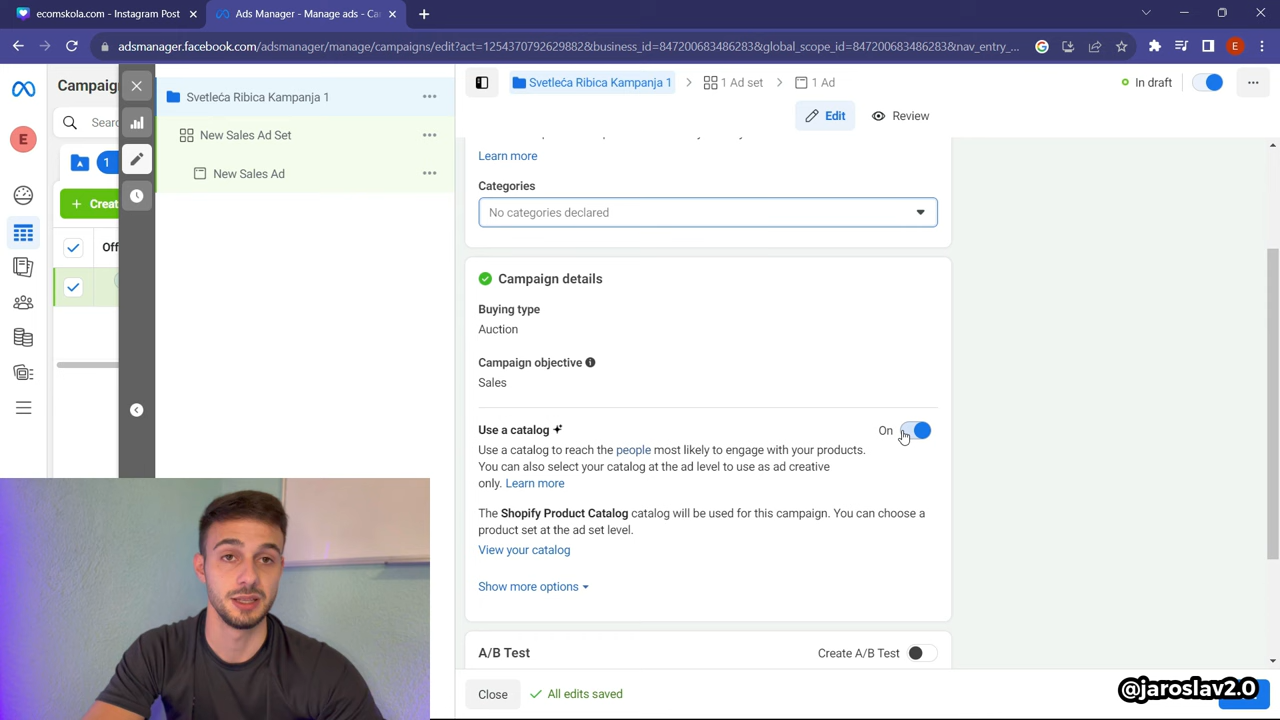 ecomskola.com - Instagram Post
Ads Manager - Manage ads - Ca
adsmanager.facebook.com/adsmanager/manage/campaigns/edit?act=1254370792629882&business_id=847200683486283&global_scope_id=847200683486283&nav_entry_...
E
Campaig
Svetleća Ribica Kampanja 1
Svetleća Ribica Kampanja 1
1 Ad set
1 Ad
In draft
Sear
New Sales Ad Set
Edit
Review
E
1
New Sales Ad
Learn more
Categories
+ Creat
No categories declared
Off
Campaign details
Buying type
Auction
Campaign objective
Sales
Use a catalog
On
Use a catalog to reach the people most likely to engage with your products.
You can also select your catalog at the ad level to use as ad creative
only. Learn more
The Shopify Product Catalog catalog will be used for this campaign. You can choose a
product set at the ad set level.
View your catalog
Show more options
A/B Test
Create A/B Test
Close
All edits saved
@jaroslav2.0